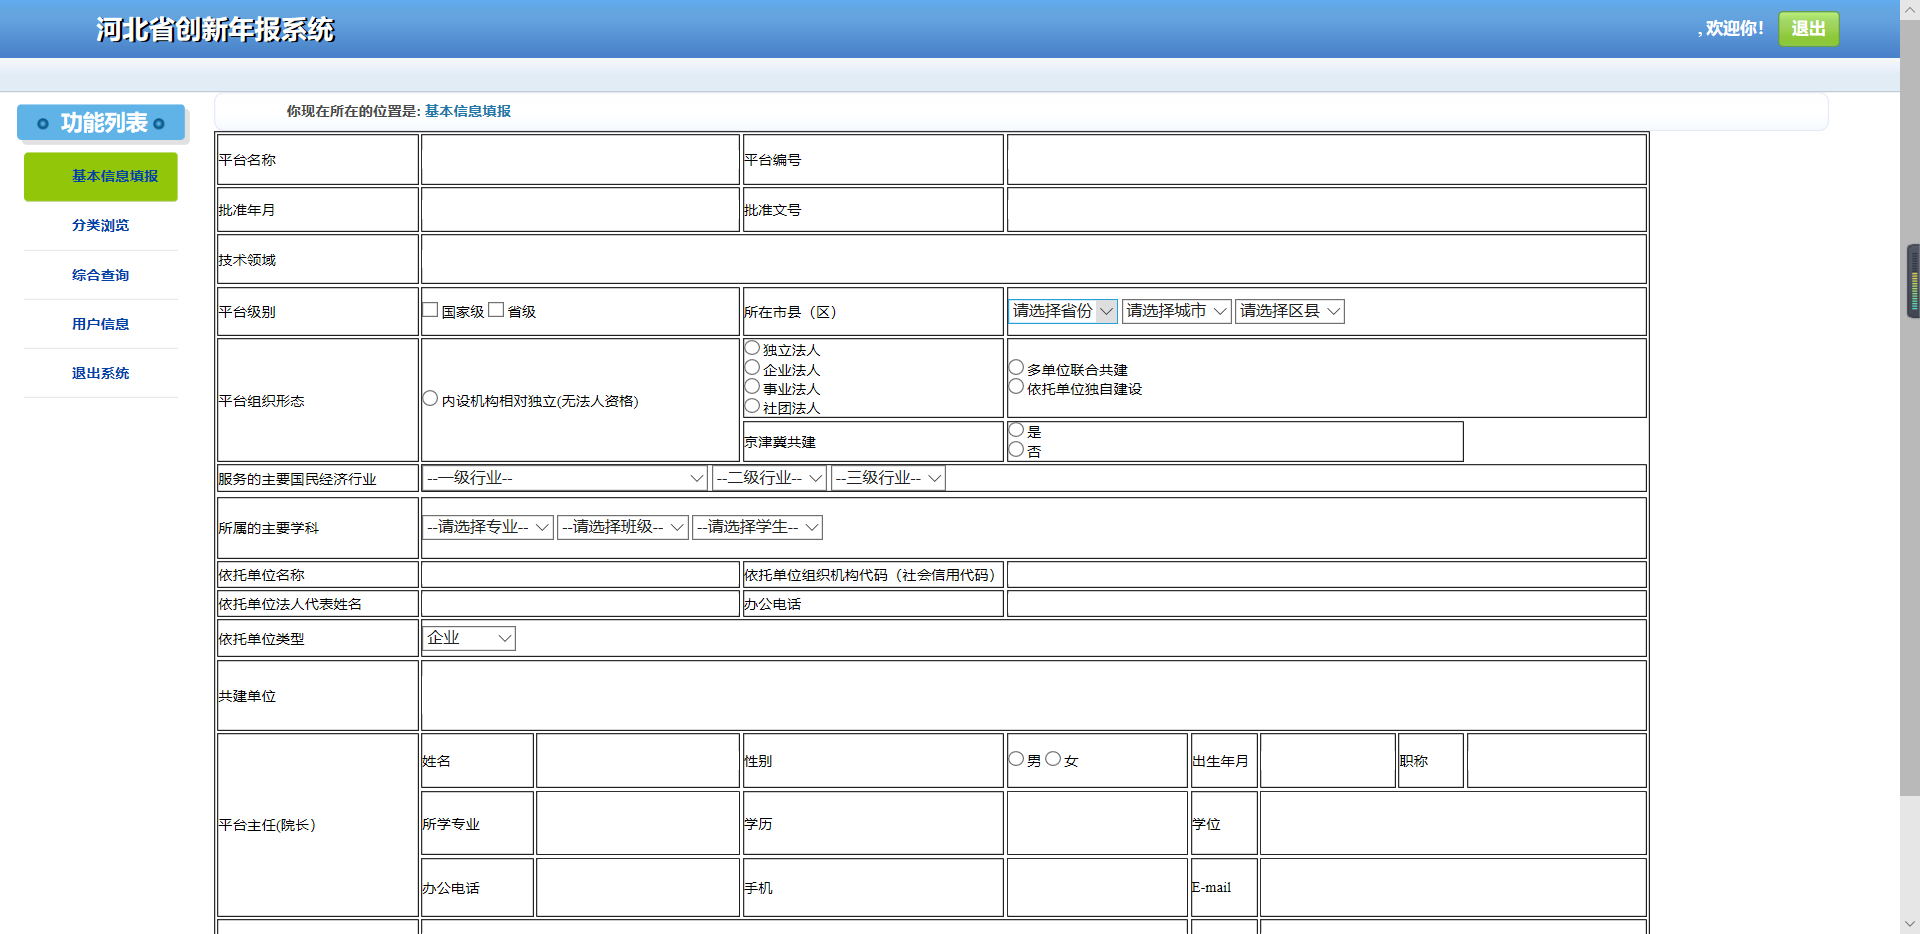 河北省创新年报系统
, 欢迎你!
退出
功能列表
基本信息填报
分类浏览
综合查询
用户信息
退出系统
你现在所在的位置是: 基本信息填报
平台名称
平台编号
批准年月
批准文号
技术领域
平台级别
国家级 省级
所在市县（区）
请选择省份 请选择城市 请选择区县
平台组织形态
内设机构相对独立(无法人资格)
独立法人
企业法人
事业法人
社团法人
多单位联合共建
依托单位独自建设
京津冀共建
是
否
服务的主要国民经济行业
--一级行业-- --二级行业-- --三级行业--
所属的主要学科
--请选择专业-- --请选择班级-- --请选择学生--
依托单位名称
依托单位组织机构代码（社会信用代码）
依托单位法人代表姓名
办公电话
依托单位类型
企业
共建单位
平台主任(院长）
姓名
性别
男 女
出生年月
职称
所学专业
学历
学位
办公电话
手机
E-mail